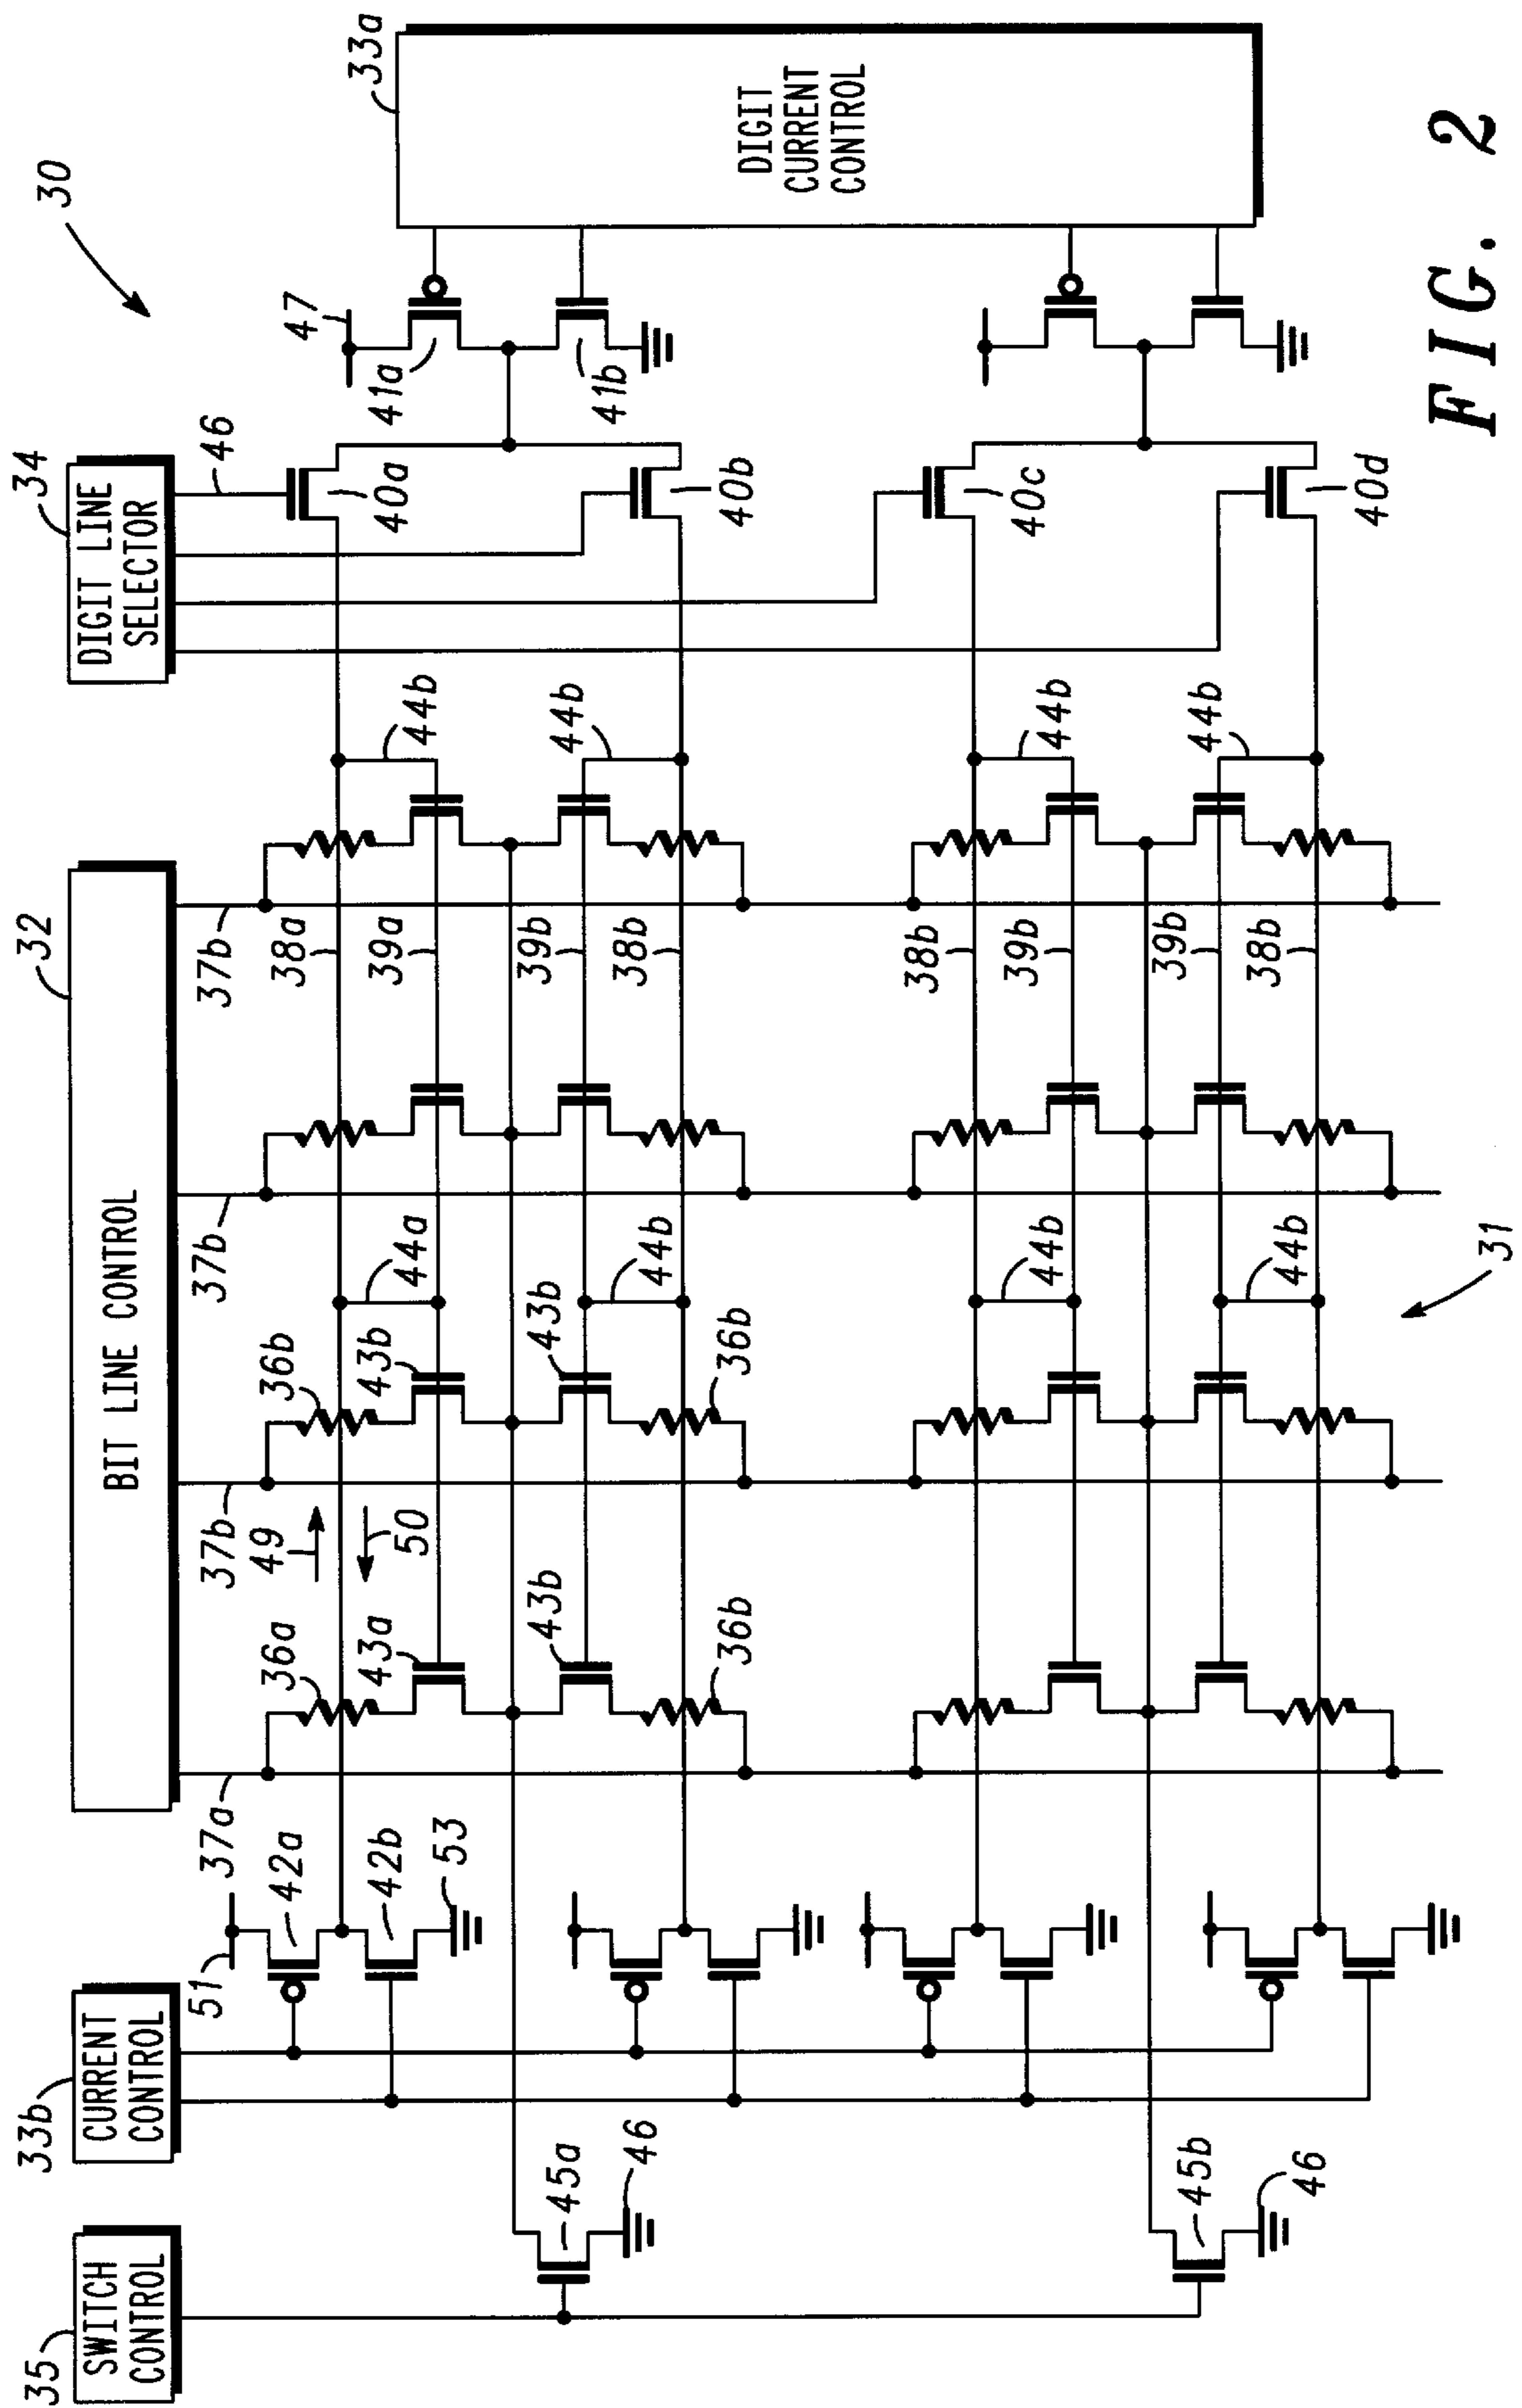 30
33a
DIGIT
CURRENT
CONTROL
34
DIGIT LINE
SELECTOR
46
47
41a
41b
40a
40b
40c
40d
44b
44b
44b
44b
32
BIT LINE CONTROL
37b
38a
39a
39b
38b
38b
39b
39b
38b
37b
44a
44b
44b
44b
31
37b
36b
43b
43b
36b
49
50
37a
36a
43a
43b
36b
33b
CURRENT
CONTROL
51
42a
42b
53
35
SWITCH
CONTROL
45a
46
45b
46
FIG. 2